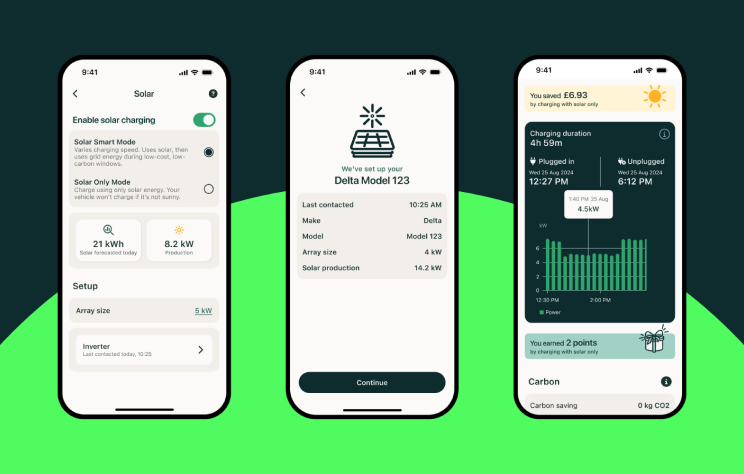 9:41
Solar
?
Enable solar charging
Solar Smart Mode
Varies charging speed. Uses solar, then
uses grid energy during low-cost, low-
carbon windows.
Solar Only Mode
Charge using only solar energy. Your
vehicle won't charge if it's not sunny.
21 kWh
Solar forecasted today
8.2 kW
Production
Setup
Array size 5 kW
Inverter
Last contacted today, 10:25
9:41
We've set up your
Delta Model 123
Last contacted 10:25 AM
Make Delta
Model Model 123
Array size 4 kW
Solar production 14.2 kW
Continue
9:41
You saved £6.93
by charging with solar only
Charging duration
4h 59m
i
Plugged in
Wed 25 Aug 2024
12:27 PM
Unplugged
Wed 25 Aug 2024
6:12 PM
1:40 PM 25 Aug
4.5kW
kW
6
4
2
0
12:30 PM 2:00 PM
Power
You earned 2 points
by charging with solar only
Carbon
i
Carbon saving 0 kg CO2